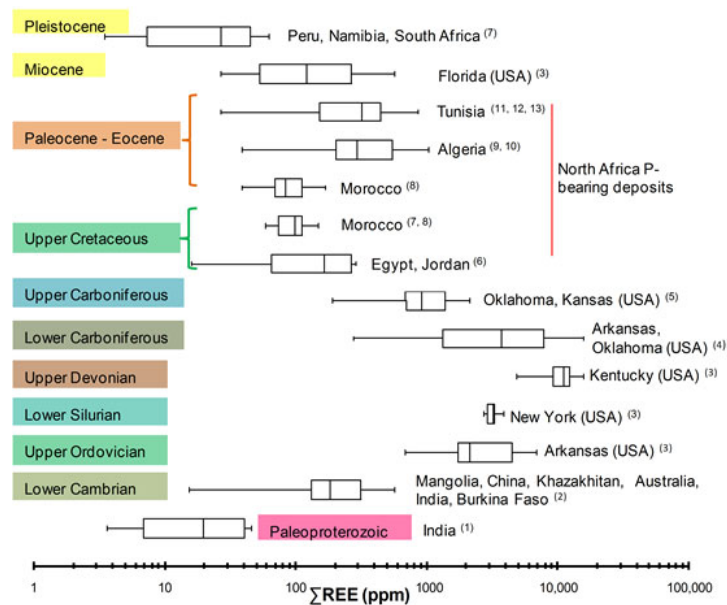 Pleistocene
Peru, Namibia, South Africa (7)
Miocene
Florida (USA) (3)
Tunisia (11, 12, 13)
Paleocene - Eocene
Algeria (9, 10)
North Africa P-
bearing deposits
Morocco (8)
Morocco (7, 8)
Upper Cretaceous
Egypt, Jordan (6)
Upper Carboniferous
Oklahoma, Kansas (USA) (5)
Lower Carboniferous
Arkansas,
Oklahoma (USA) (4)
Upper Devonian
Kentucky (USA) (3)
Lower Silurian
New York (USA) (3)
Upper Ordovician
Arkansas (USA) (3)
Lower Cambrian
Mangolia, China, Khazakhitan, Australia,
India, Burkina Faso (2)
Paleoproterozoic
India (1)
1 10 100 1000 10,000 100,000
∑REE (ppm)